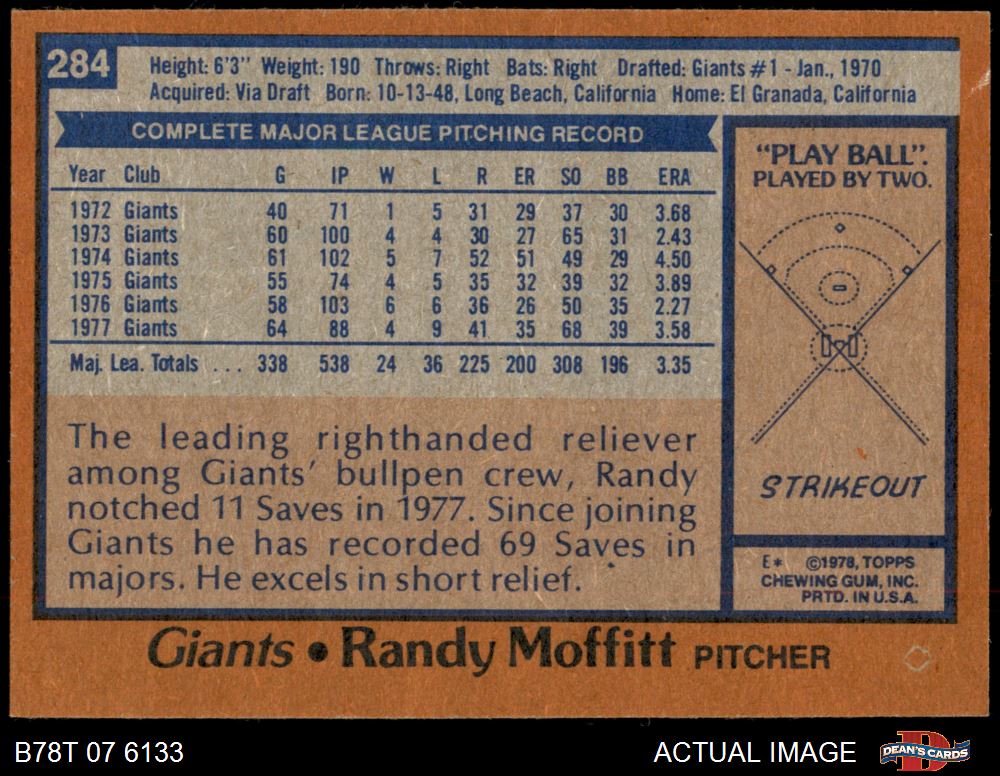 284
Height: 6'3" Weight: 190 Throws: Right Bats: Right Drafted: Giants #1 - Jan., 1970
Acquired: Via Draft Born: 10-13-48, Long Beach, California Home: El Granada, California
COMPLETE MAJOR LEAGUE PITCHING RECORD
Year Club G IP W L R ER SO BB ERA
1972 Giants 40 71 1 5 31 29 37 30 3.68
1973 Giants 60 100 4 4 30 27 65 31 2.43
1974 Giants 61 102 5 7 52 51 49 29 4.50
1975 Giants 55 74 4 5 35 32 39 32 3.89
1976 Giants 58 103 6 6 36 26 50 35 2.27
1977 Giants 64 88 4 9 41 35 68 39 3.58
Maj. Lea. Totals ... 338 538 24 36 225 200 308 196 3.35
The leading righthanded reliever
among Giants' bullpen crew, Randy
notched 11 Saves in 1977. Since joining
Giants he has recorded 69 Saves in
majors. He excels in short relief.
"PLAY BALL".
PLAYED BY TWO.
STRIKEOUT
E* ©1978, TOPPS
CHEWING GUM, INC.
PRTD. IN U.S.A.
Giants • Randy Moffitt PITCHER
B78T 07 6133
ACTUAL IMAGE
DEAN'S CARDS